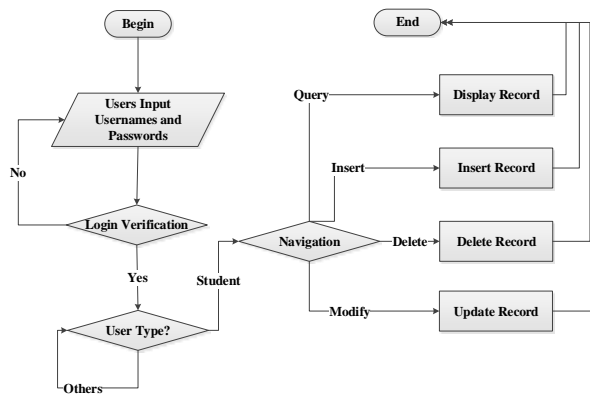 Begin
End
Users Input
Usernames and
Passwords
Query
Display Record
No
Insert
Insert Record
Login Verification
Navigation
Delete
Delete Record
Yes
Student
Modify
Update Record
User Type?
Others